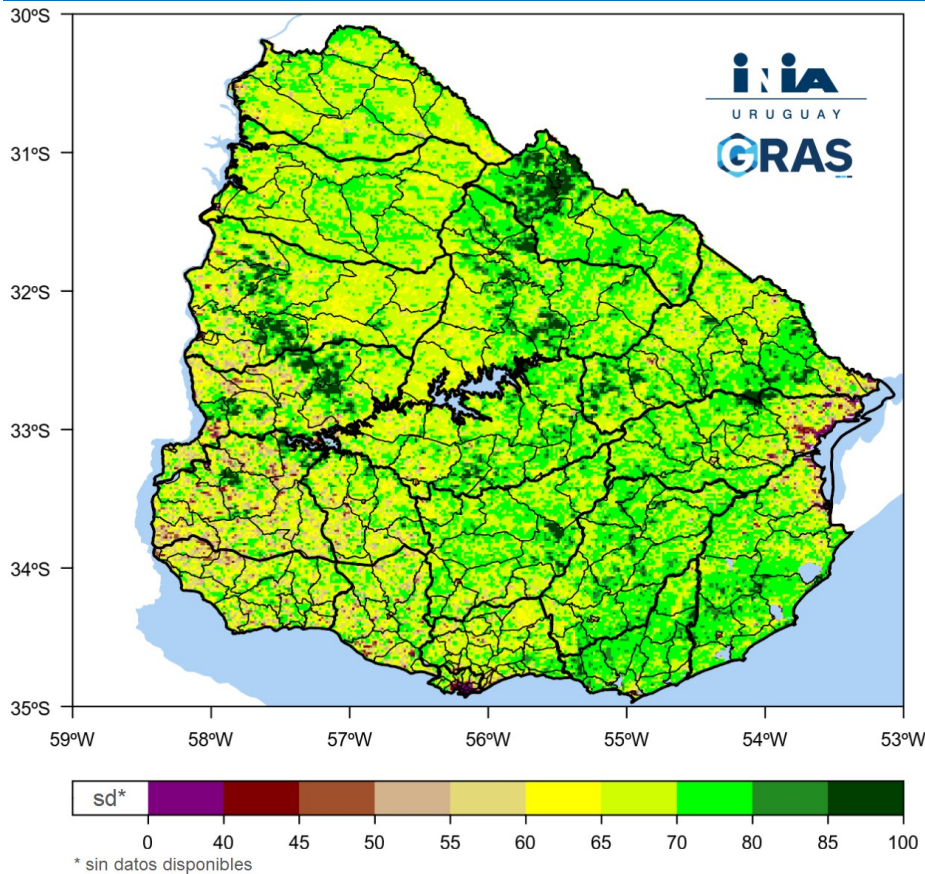 30ºS
INIA
URUGUAY
GRAS
31ºS
32ºS
33ºS
34ºS
35ºS
59ºW 58ºW 57ºW 56ºW 55ºW 54ºW 53ºW
sd*
0 40 45 50 55 60 65 70 80 85 100
* sin datos disponibles